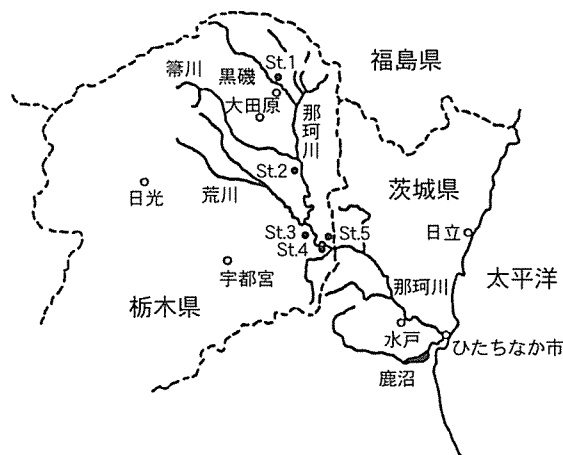 福島県
St.1
箒川
黒磯
大田原
那珂川
St.2
茨城県
日光
荒川
St.3
St.5
St.4
日立
宇都宮
太平洋
那珂川
栃木県
水戸
ひたちなか市
鹿沼